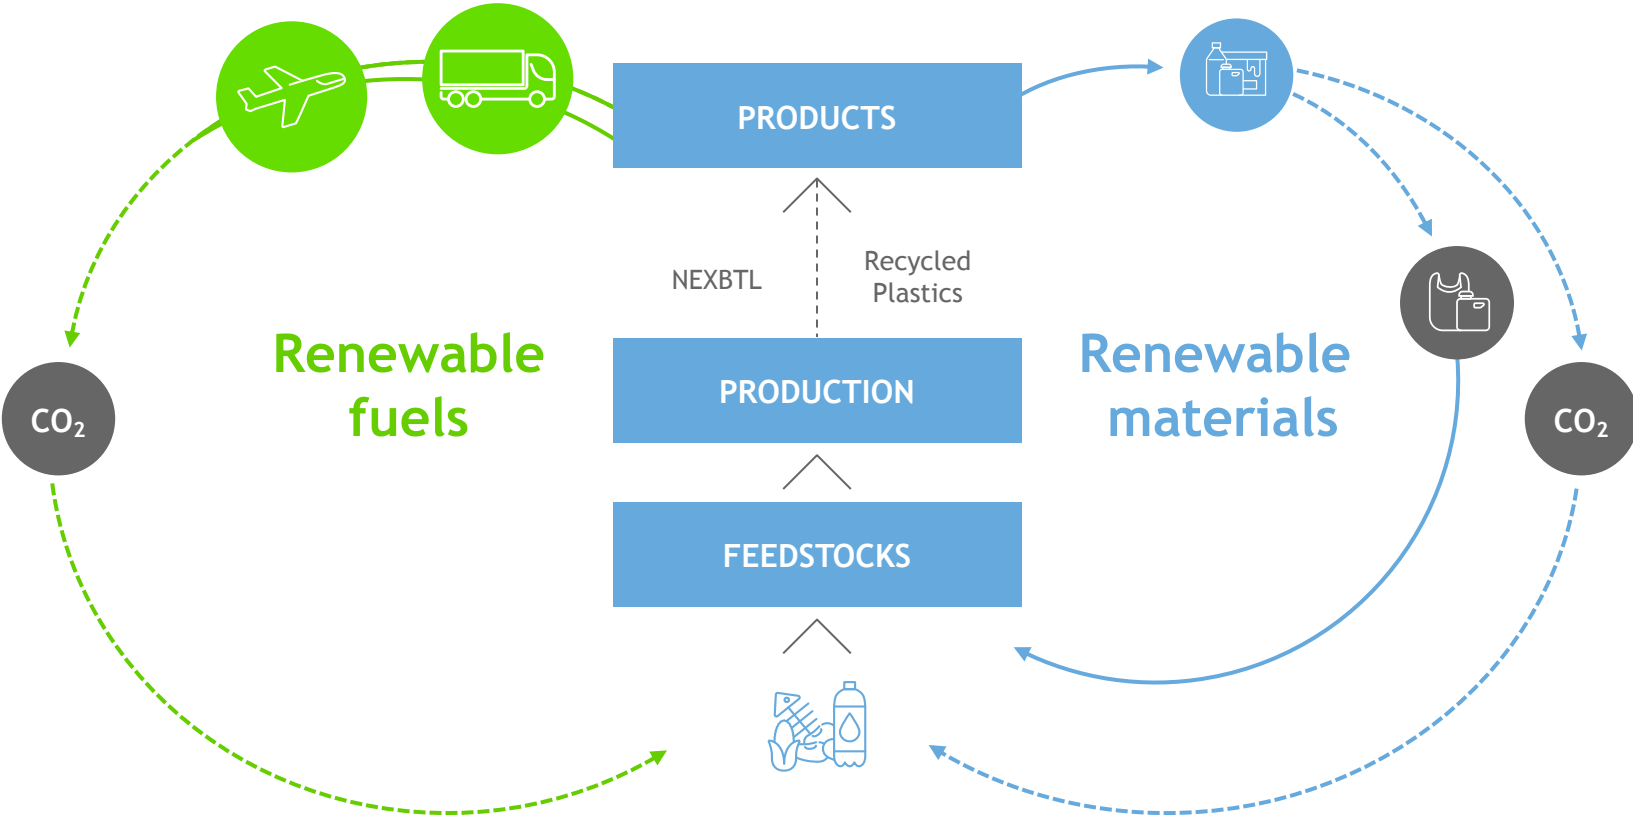 PRODUCTS
NEXBTL
Recycled
Plastics
Renewable
fuels
PRODUCTION
Renewable
materials
CO₂
CO₂
FEEDSTOCKS